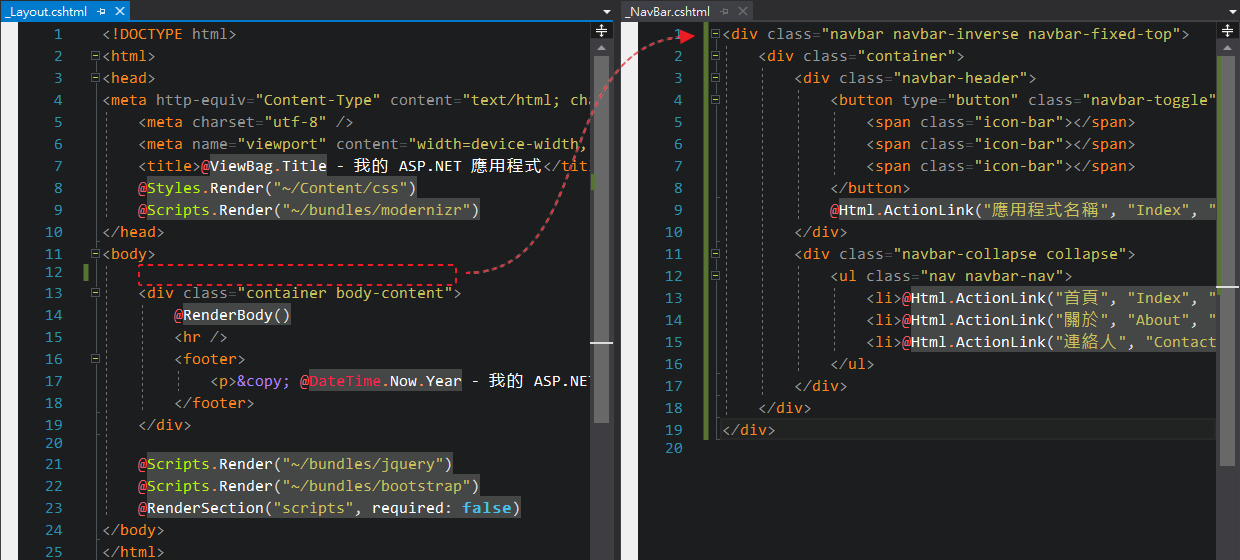 _Layout.cshtml
1 <!DOCTYPE html>
2 <html>
3 <head>
4 <meta http-equiv="Content-Type" content="text/html; cha
5 <meta charset="utf-8" />
6 <meta name="viewport" content="width=device-width,
7 <title>@ViewBag.Title - 我的 ASP.NET 應用程式</tit
8 @Styles.Render("~/Content/css")
9 @Scripts.Render("~/bundles/modernizr")
10 </head>
11 <body>
12
13 <div class="container body-content">
14 @RenderBody()
15 <hr />
16 <footer>
17 <p>&copy; @DateTime.Now.Year - 我的 ASP.NET
18 </footer>
19 </div>
20
21 @Scripts.Render("~/bundles/jquery")
22 @Scripts.Render("~/bundles/bootstrap")
23 @RenderSection("scripts", required: false)
24 </body>
25 </html>
_NavBar.cshtml
1 <div class="navbar navbar-inverse navbar-fixed-top">
2 <div class="container">
3 <div class="navbar-header">
4 <button type="button" class="navbar-toggle"
5 <span class="icon-bar"></span>
6 <span class="icon-bar"></span>
7 <span class="icon-bar"></span>
8 </button>
9 @Html.ActionLink("應用程式名稱", "Index", "
10 </div>
11 <div class="navbar-collapse collapse">
12 <ul class="nav navbar-nav">
13 <li>@Html.ActionLink("首頁", "Index", "
14 <li>@Html.ActionLink("關於", "About", "
15 <li>@Html.ActionLink("連絡人", "Contact
16 </ul>
17 </div>
18 </div>
19 </div>
20